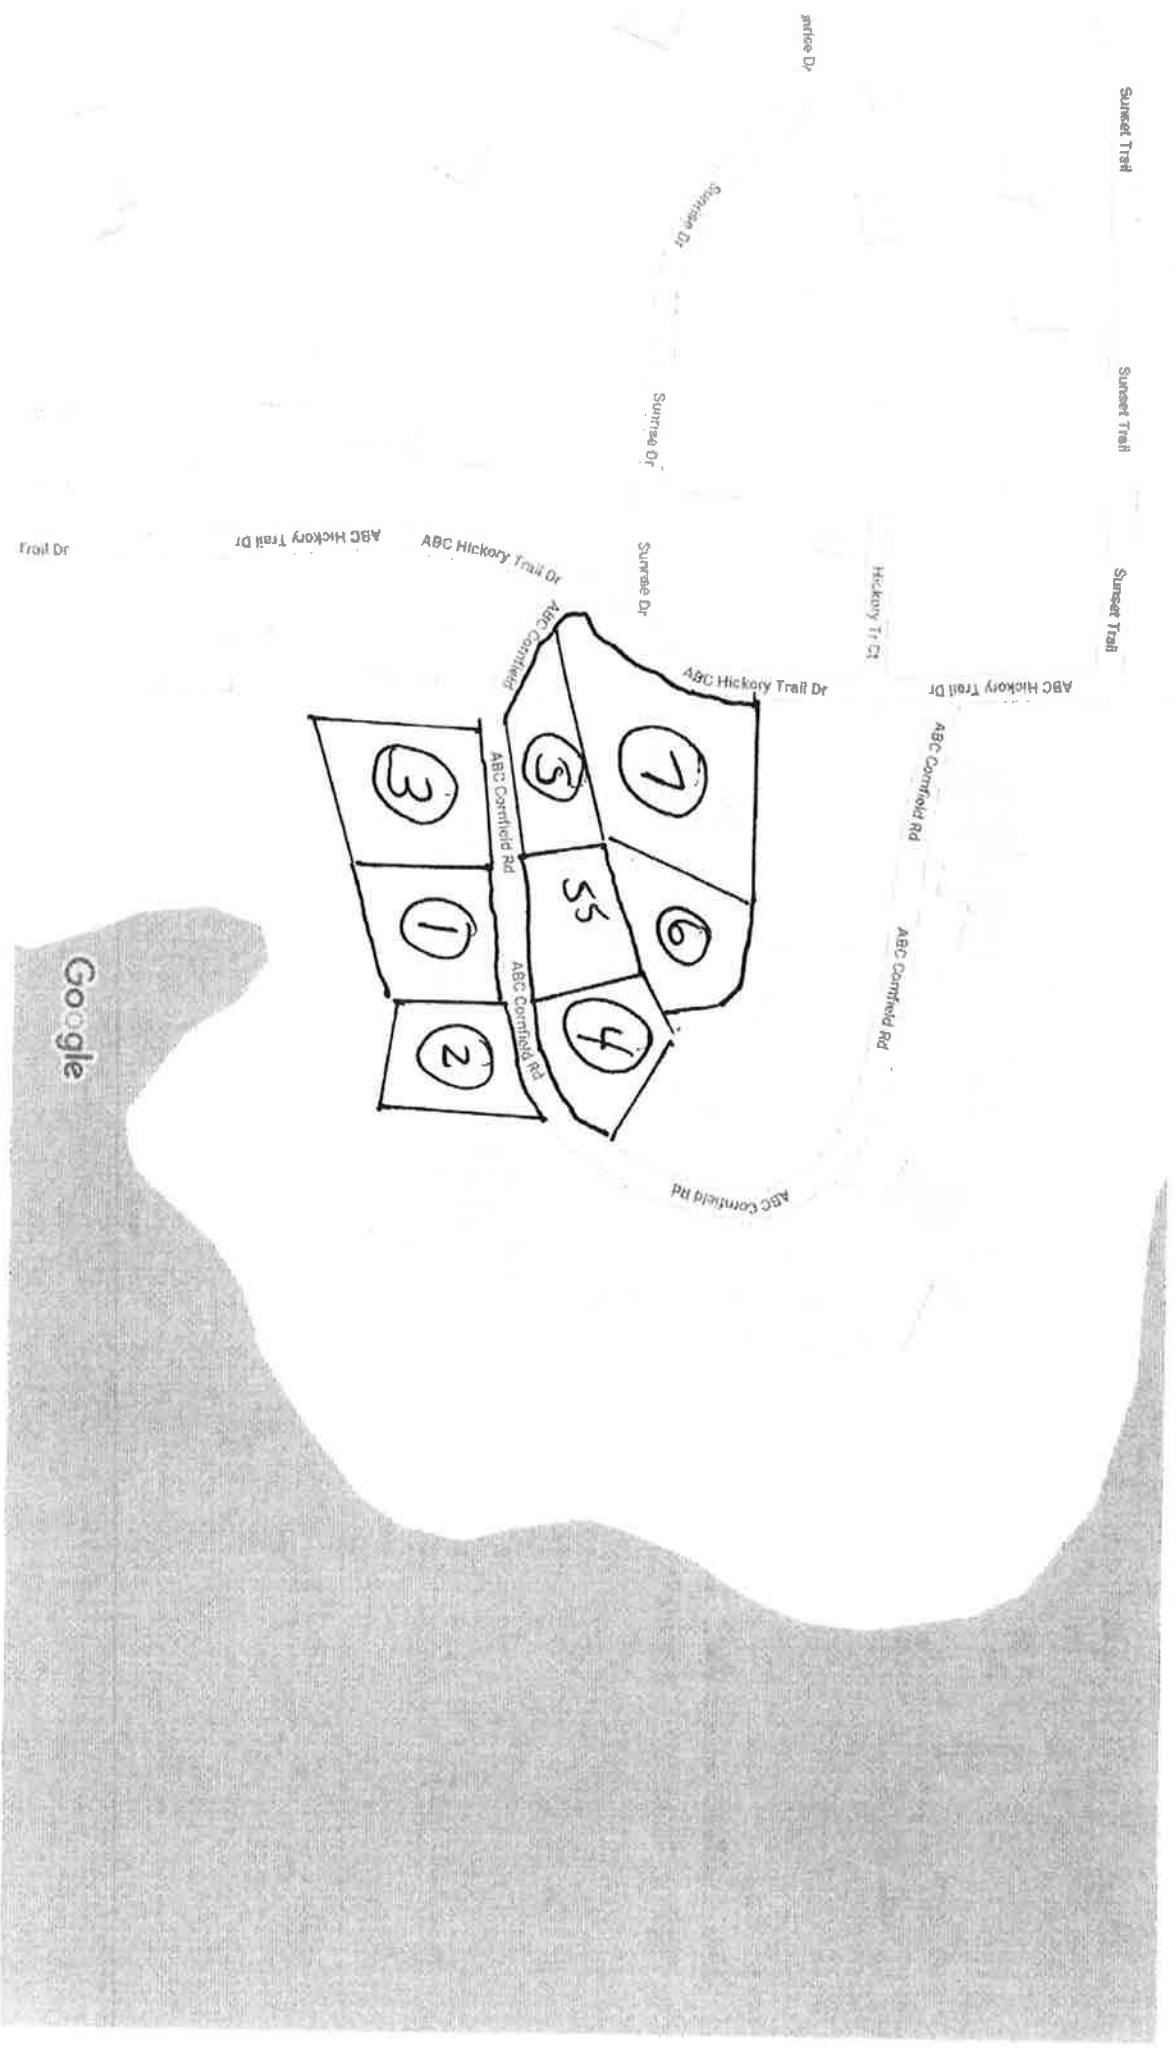 Sunset Trail
Sunset Trail
Sunset Trail
Sunrise Dr
Sunrise Dr
Sunrise Dr
Hickory Tr Ct
ABC Hickory Trail Dr
ABC Hickory Trail Dr
ABC Hickory Trail Dr
ABC Hickory Trail Dr
Trail Dr
ABC Cornfield Rd
ABC Cornfield Rd
ABC Cornfield Rd
ABC Cornfield Rd
ABC Cornfield Rd
ABC Cornfield
7
6
5
55
4
3
1
2
Google